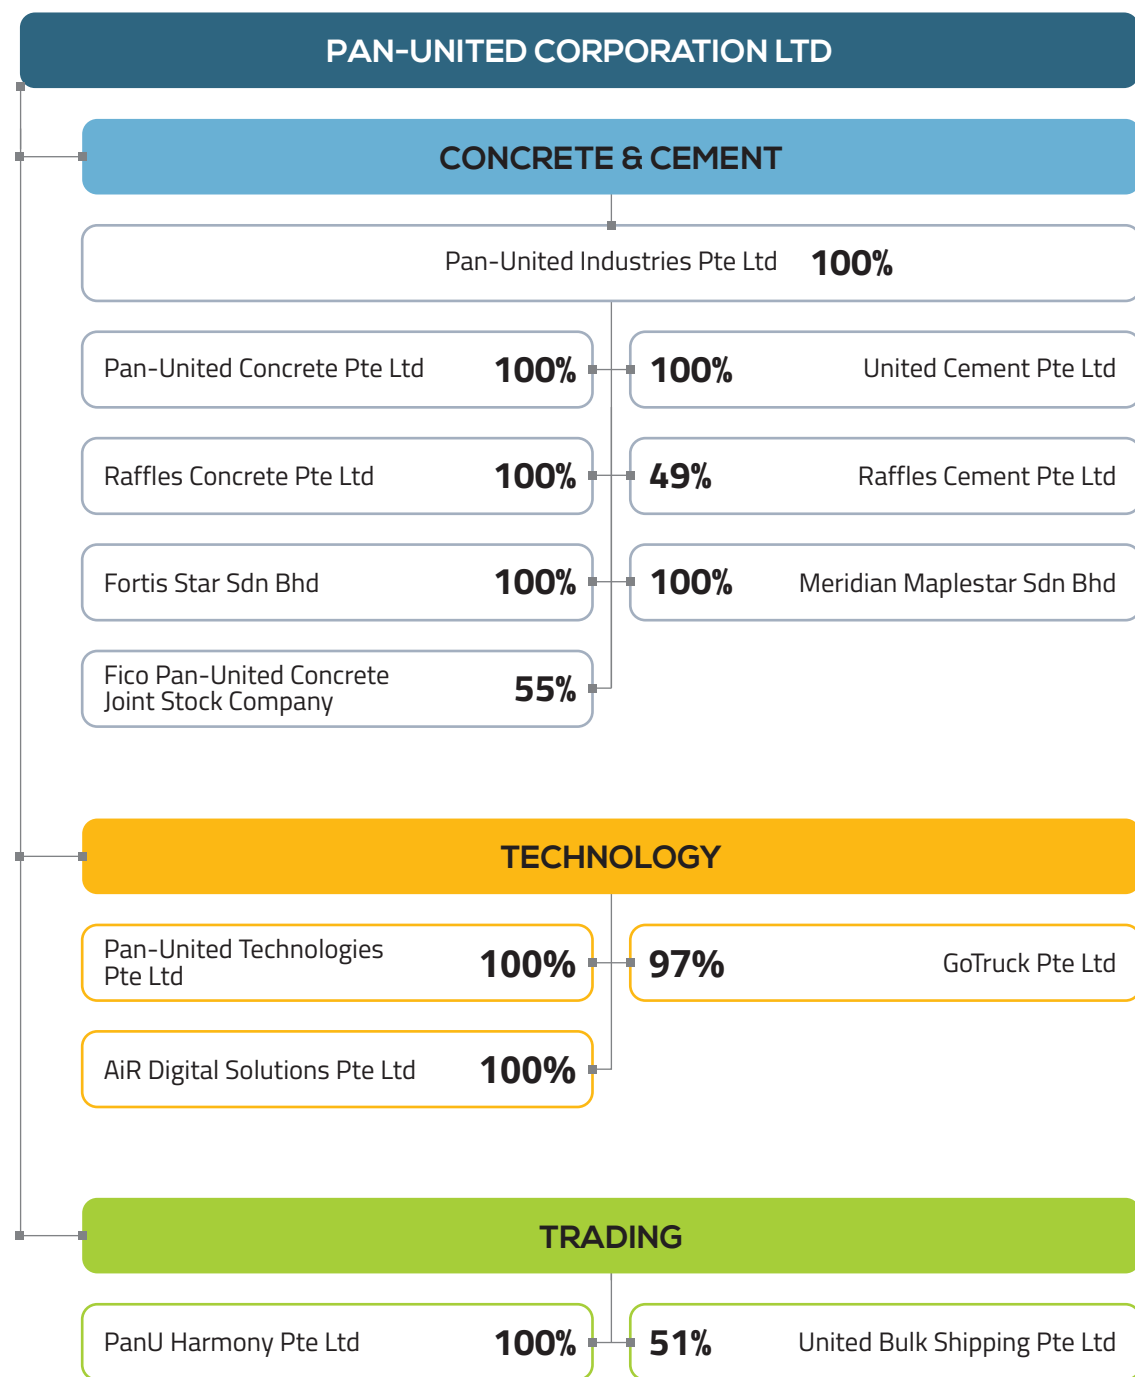 PAN-UNITED CORPORATION LTD
CONCRETE & CEMENT
Pan-United Industries Pte Ltd 100%
Pan-United Concrete Pte Ltd 100%
100% United Cement Pte Ltd
Raffles Concrete Pte Ltd 100%
49% Raffles Cement Pte Ltd
Fortis Star Sdn Bhd 100%
100% Meridian Maplestar Sdn Bhd
Fico Pan-United Concrete
Joint Stock Company 55%
TECHNOLOGY
Pan-United Technologies
Pte Ltd 100%
97% GoTruck Pte Ltd
AiR Digital Solutions Pte Ltd 100%
TRADING
PanU Harmony Pte Ltd 100%
51% United Bulk Shipping Pte Ltd